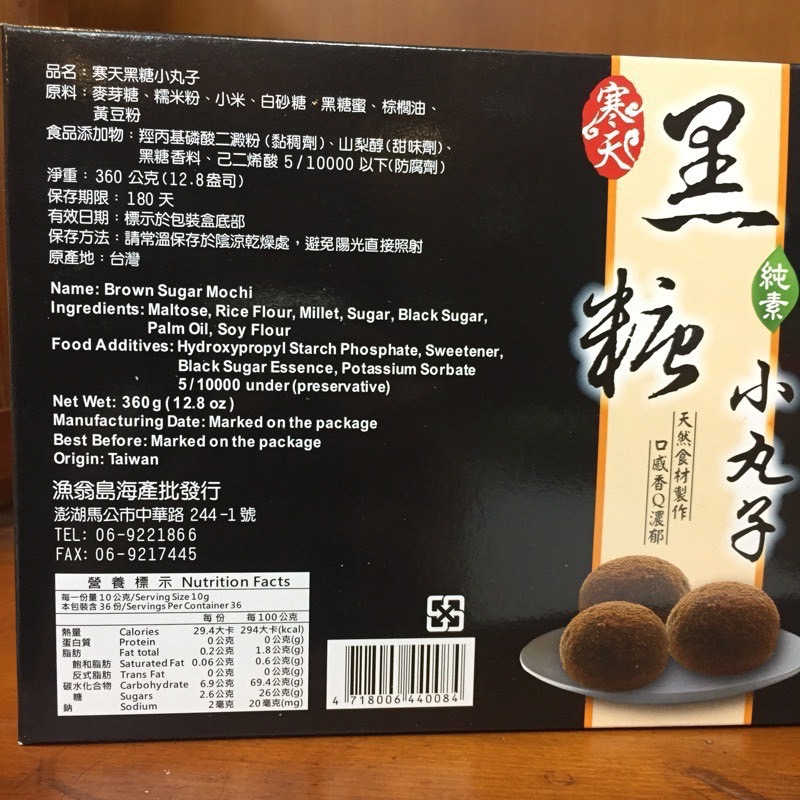 品名：寒天黑糖小丸子
原料：麥芽糖、糯米粉、小米、白砂糖、黑糖蜜、棕櫚油、
黃豆粉
食品添加物：羥丙基磷酸二澱粉(黏稠劑)、山梨醇(甜味劑)、
黑糖香料、己二烯酸 5/10000 以下(防腐劑)
淨重：360 公克(12.8盎司)
保存期限：180 天
有效日期：標示於包裝盒底部
保存方法：請常溫保存於陰涼乾燥處，避免陽光直接照射
原產地：台灣
Name: Brown Sugar Mochi
Ingredients: Maltose, Rice Flour, Millet, Sugar, Black Sugar,
Palm Oil, Soy Flour
Food Additives: Hydroxypropyl Starch Phosphate, Sweetener,
Black Sugar Essence, Potassium Sorbate
5/10000 under (preservative)
Net Wet: 360g (12.8 oz)
Manufacturing Date: Marked on the package
Best Before: Marked on the package
Origin: Taiwan
漁翁島海產批發行
澎湖馬公市中華路 244-1號
TEL: 06-9221866
FAX: 06-9217445
營養標示 Nutrition Facts
每一份量10公克/Serving Size 10g
本包裝含36份/Servings Per Container 36
每份 每100公克
熱量 Calories 29.4大卡 294大卡(kcal)
蛋白質 Protein 0公克 0公克(g)
脂肪 Fat total 0.2公克 1.8公克(g)
飽和脂肪 Saturated Fat 0.06公克 0.6公克(g)
反式脂肪 Trans Fat 0公克 0公克(g)
碳水化合物 Carbohydrate 6.9公克 69.4公克(g)
糖 Sugars 2.6公克 26公克(g)
鈉 Sodium 2毫克 20毫克(mg)
4 718006 440084
寒天
黑糖
小丸子
純素
天然食材製作
口感香Q濃郁